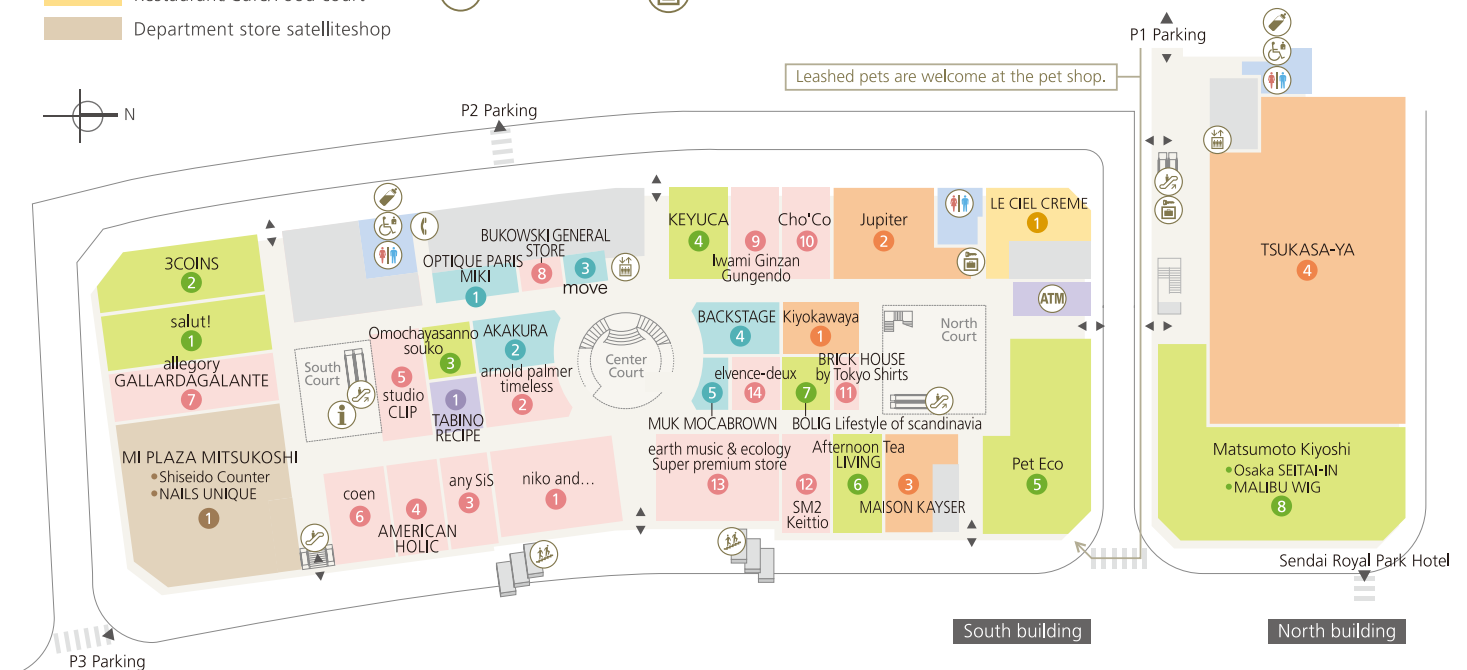 Restaurant Café/Food court
Department store satelliteshop
N
P1 Parking
Leashed pets are welcome at the pet shop.
P2 Parking
3COINS
2
salut!
1
allegory
GALLARDAGALANTE
7
MI PLAZA MITSUKOSHI
•Shiseido Counter
•NAILS UNIQUE
1
South
Court
i
5
studio
CLIP
Omochayasanno
souko
3
1
TABINO
RECIPE
OPTIQUE PARIS
MIKI
1
BUKOWSKI GENERAL
STORE
8
3
move
AKAKURA
2
arnold palmer
timeless
2
coen
6
4
AMERICAN
HOLIC
any SiS
3
niko and...
1
Center
Court
KEYUCA
4
9
Iwami Ginzan
Gungendo
Cho'Co
10
Jupiter
2
LE CIEL CREME
1
ATM
BACKSTAGE
4
Kiyokawaya
1
North
Court
5
MUK MOCABROWN
elvence-deux
14
7
BOLIG Lifestyle of scandinavia
BRICK HOUSE
by Tokyo Shirts
11
earth music & ecology
Super premium store
13
12
SM2
Keittio
Afternoon Tea
LIVING
6
3
MAISON KAYSER
Pet Eco
5
TSUKASA-YA
4
Matsumoto Kiyoshi
•Osaka SEITAI-IN
•MALIBU WIG
8
Sendai Royal Park Hotel
South building
North building
P3 Parking